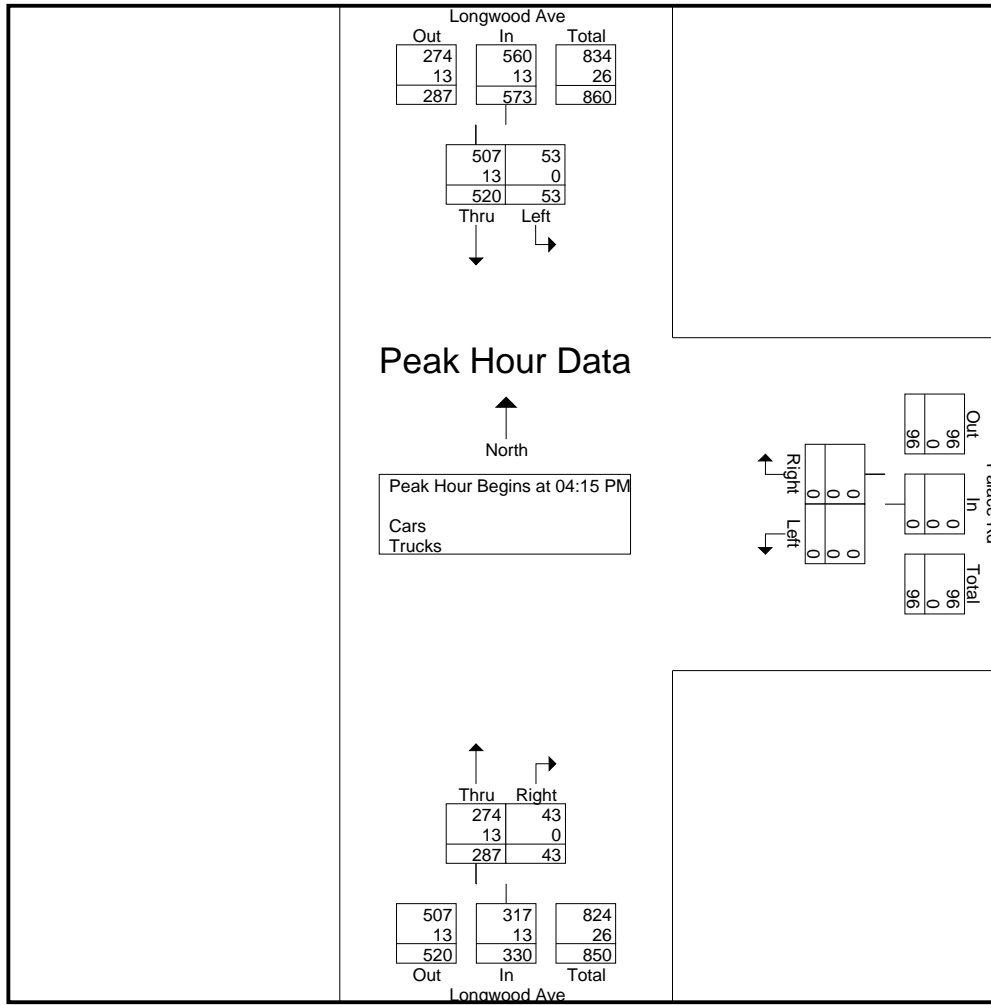 Longwood Ave
Out In Total
274 560 834
13 13 26
287 573 860
507 53
13 0
520 53
Thru Left
Peak Hour Data
North
Peak Hour Begins at 04:15 PM
Cars
Trucks
Right Left
0 0
0 0
0 0
Out In Total
96 0 96
0 0 0
96 0 96
Thru Right
274 43
13 0
287 43
507 317 824
13 13 26
520 330 850
Out In Total
Longwood Ave